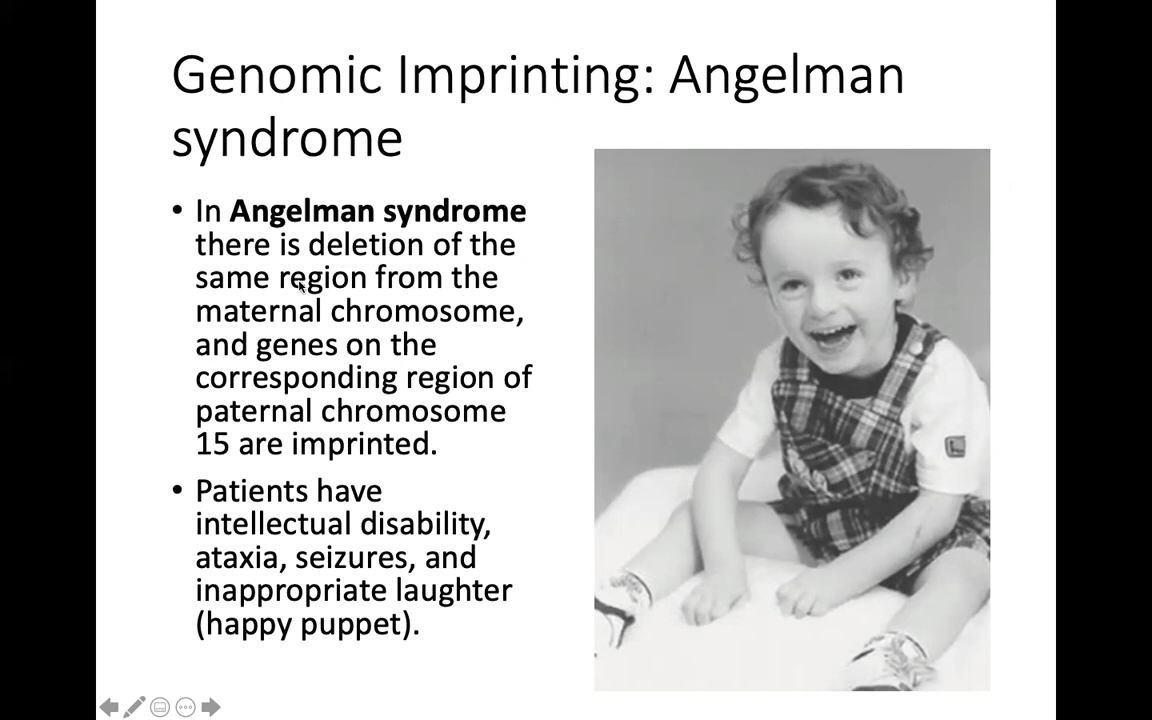 Genomic Imprinting: Angelman
syndrome
• In Angelman syndrome
there is deletion of the
same region from the
maternal chromosome,
and genes on the
corresponding region of
paternal chromosome
15 are imprinted.
• Patients have
intellectual disability,
ataxia, seizures, and
inappropriate laughter
(happy puppet).